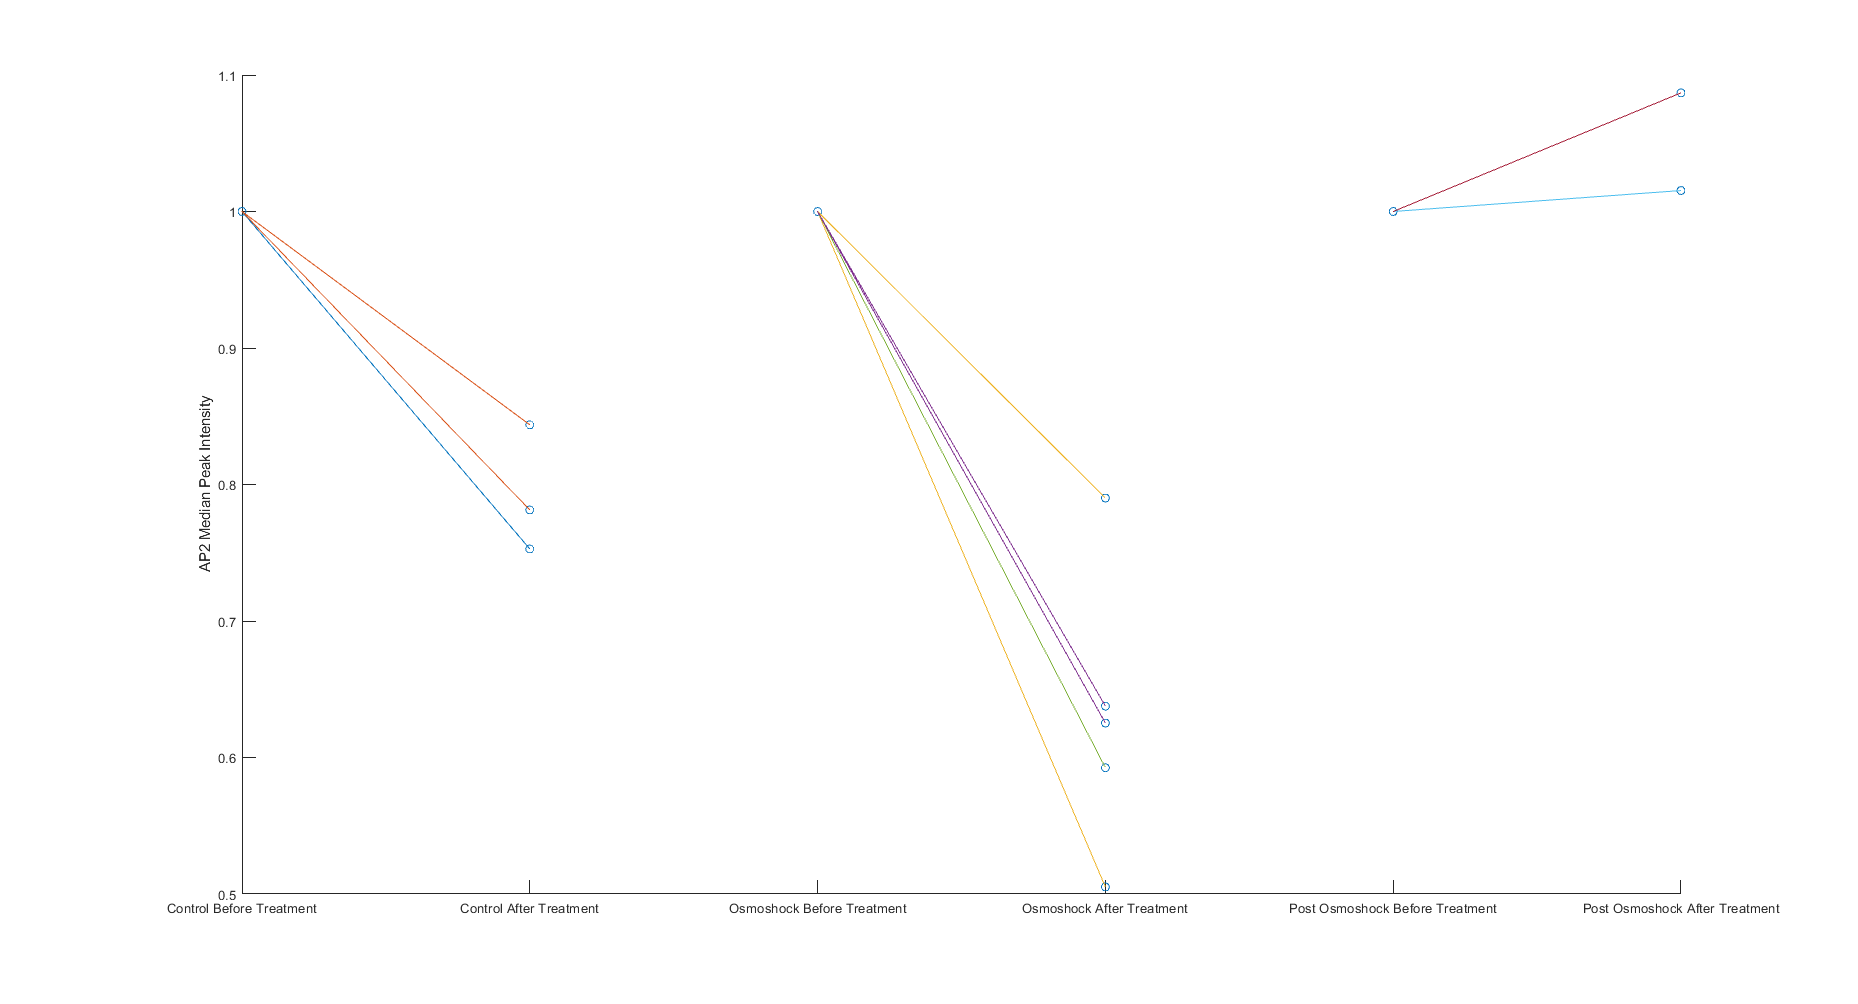 1.1
1
0.9
0.8
0.7
0.6
0.5
AP2 Median Peak Intensity
Control Before Treatment
Control After Treatment
Osmoshock Before Treatment
Osmoshock After Treatment
Post Osmoshock Before Treatment
Post Osmoshock After Treatment